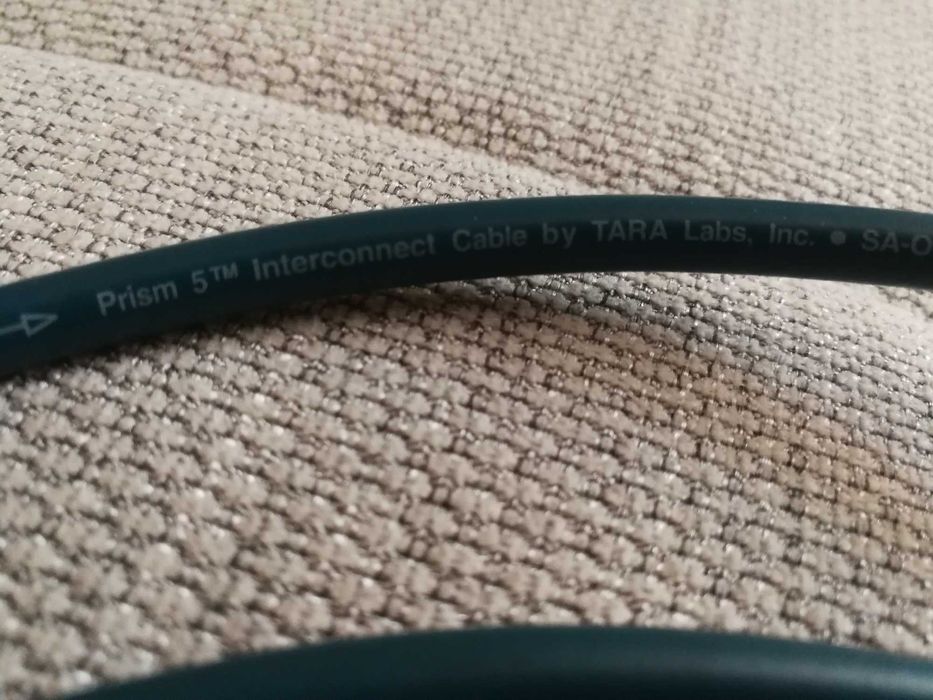 Prism 5™ Interconnect Cable by TARA Labs, Inc. • SA-O